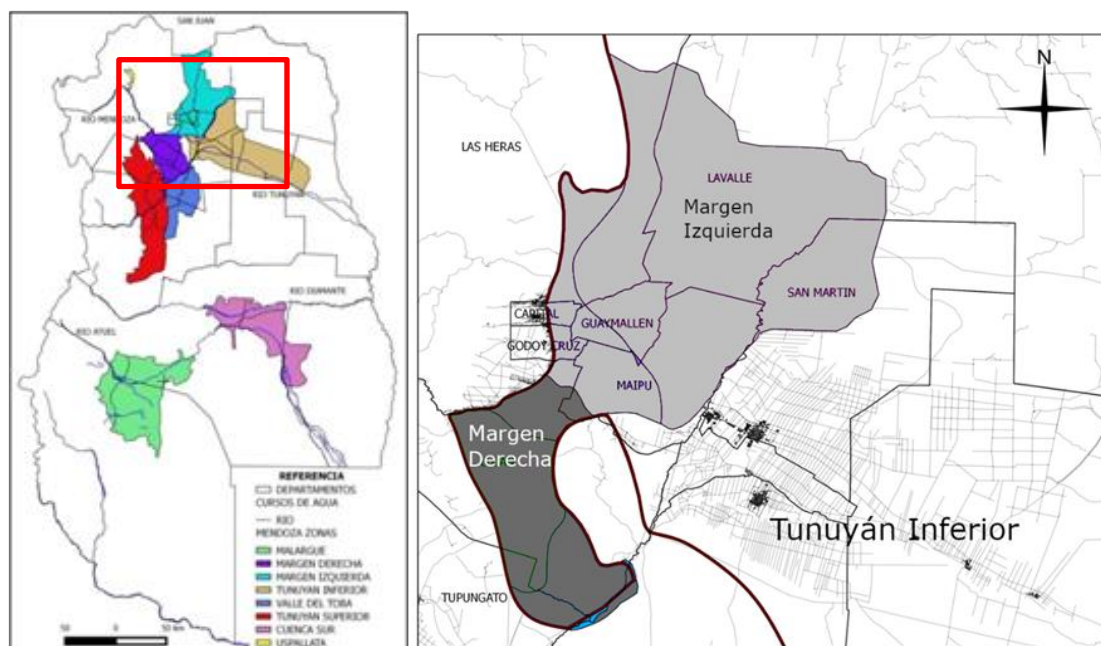 SAN JUAN
RIO MENDOZA
RIO TUNUYAN
RIO DIAMANTE
RIO ATUEL
REFERENCIA
DEPARTAMENTOS
CURSOS DE AGUA
RIO
MENDOZA ZONAS
MALARGUE
MARGEN DERECHA
MARGEN IZQUIERDA
TUNUYAN INFERIOR
VALLE DEL TOBA
TUNUYAN SUPERIOR
CUENCA SUR
USPALLATA
50 0 50 km
N
LAS HERAS
LAVALLE
Margen
Izquierda
SAN MARTIN
CAPITAL
GUAYMALLEN
GODOY CRUZ
MAIPU
Margen
Derecha
Tunuyán Inferior
TUPUNGATO